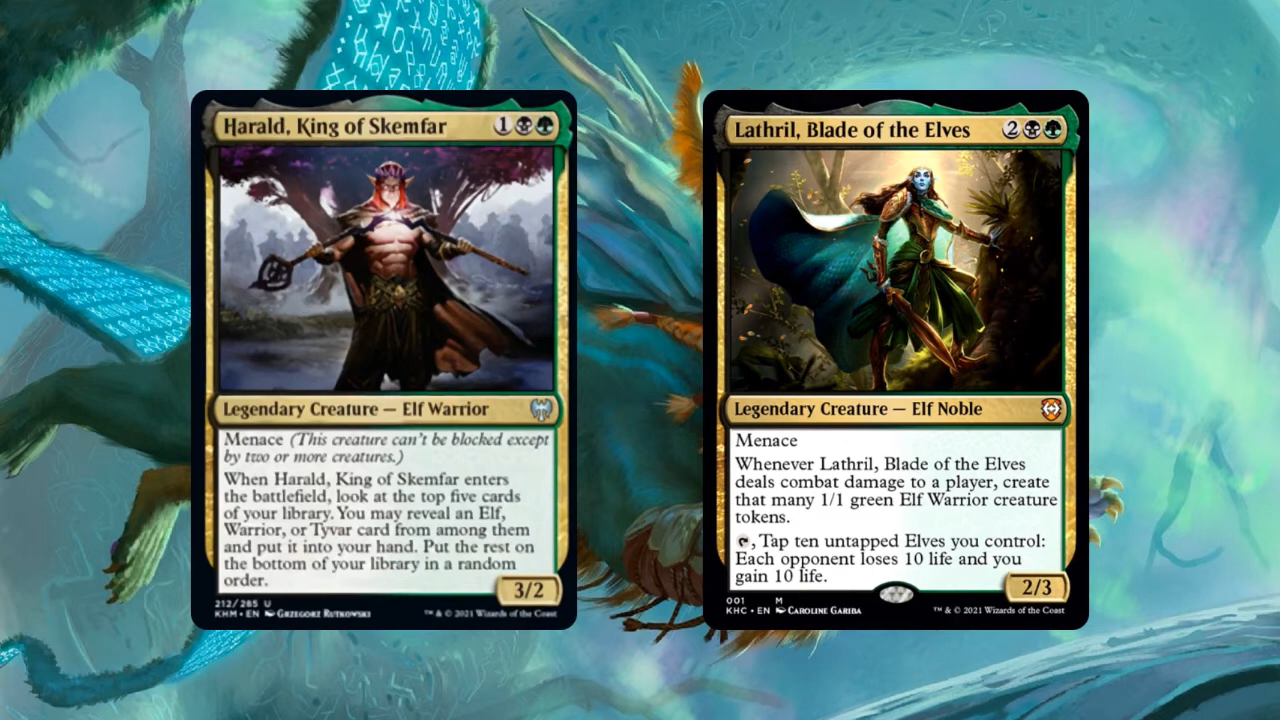 Harald, King of Skemfar 1
Legendary Creature — Elf Warrior
Menace (This creature can't be blocked except
by two or more creatures.)
When Harald, King of Skemfar enters
the battlefield, look at the top five cards
of your library. You may reveal an Elf,
Warrior, or Tyvar card from among them
and put it into your hand. Put the rest on
the bottom of your library in a random
order.
3/2
212/285 U
KHM • EN Grzegorz Rutkowski ™ & © 2021 Wizards of the Coast
Lathril, Blade of the Elves 2
Legendary Creature — Elf Noble
Menace
Whenever Lathril, Blade of the Elves
deals combat damage to a player, create
that many 1/1 green Elf Warrior creature
tokens.
, Tap ten untapped Elves you control:
Each opponent loses 10 life and you
gain 10 life.
2/3
001 M
KHC • EN Caroline Gariba ™ & © 2021 Wizards of the Coast